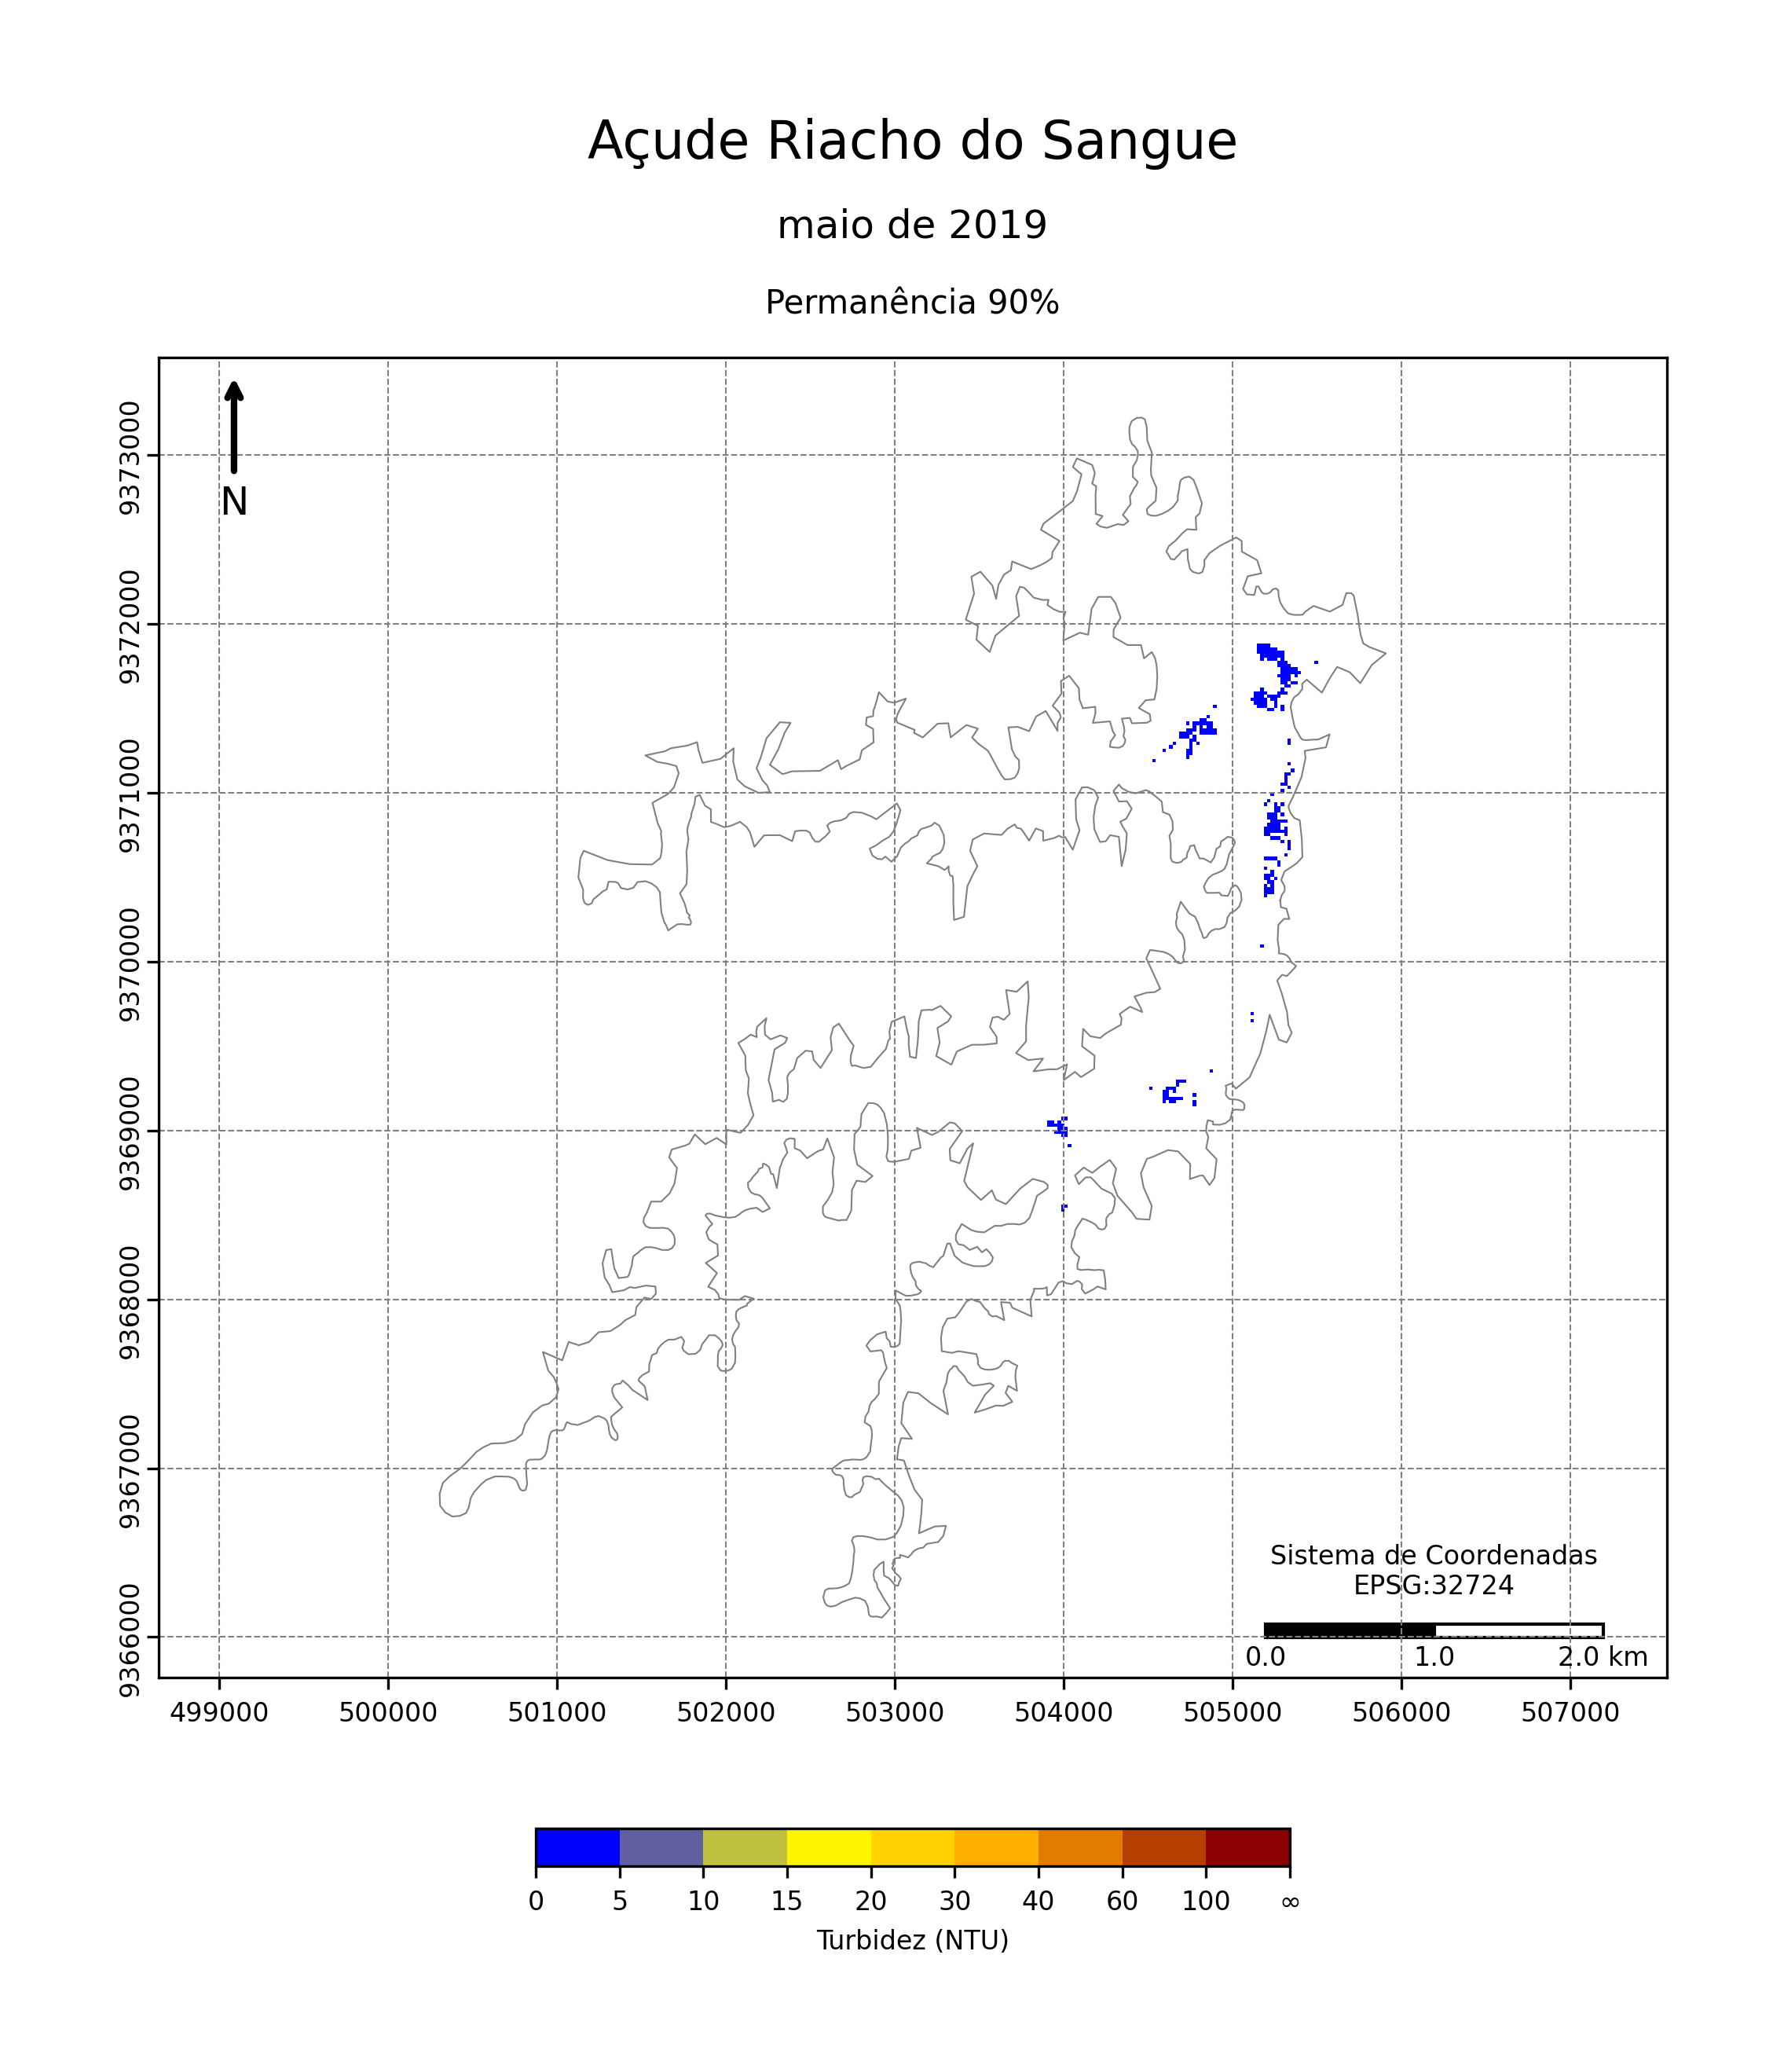 Açude Riacho do Sangue
maio de 2019
Permanência 90%
N
9373000
9372000
9371000
9370000
9369000
9368000
9367000
9366000
Sistema de Coordenadas
EPSG:32724
0.0 1.0 2.0 km
499000 500000 501000 502000 503000 504000 505000 506000 507000
0 5 10 15 20 30 40 60 100 ∞
Turbidez (NTU)